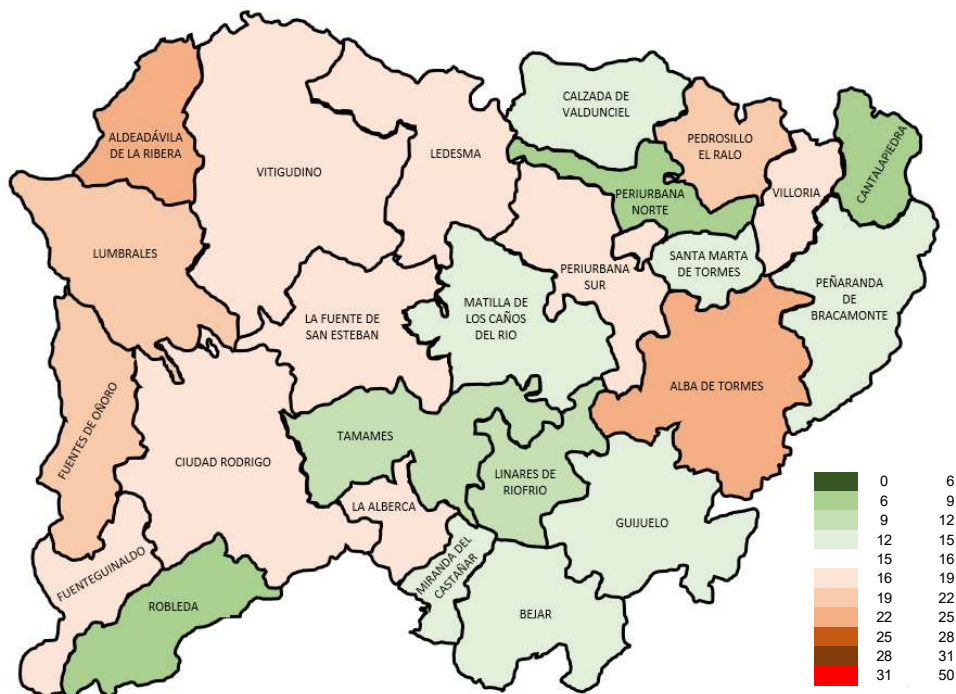 CALZADA DE
VALDUNCIEL
ALDEADÁVILA
DE LA RIBERA
PEDROSILLO
EL RALO
LEDESMA
VITIGUDINO
CANTALAPIEDRA
PERIURBANA
NORTE
VILLORIA
LUMBRALES
SANTA MARTA
DE TORMES
PERIURBANA
SUR
PEÑARANDA
DE
BRACAMONTE
MATILLA DE
LOS CAÑOS
DEL RIO
LA FUENTE DE
SAN ESTEBAN
ALBA DE TORMES
FUENTES DE OÑORO
TAMAMES
CIUDAD RODRIGO
LINARES DE
RIOFRIO
LA ALBERCA
GUIJUELO
FUENTEGUINALDO
MIRANDA DEL
CASTAÑAR
ROBLEDA
BEJAR
0 6
6 9
9 12
12 15
15 16
16 19
19 22
22 25
25 28
28 31
31 50